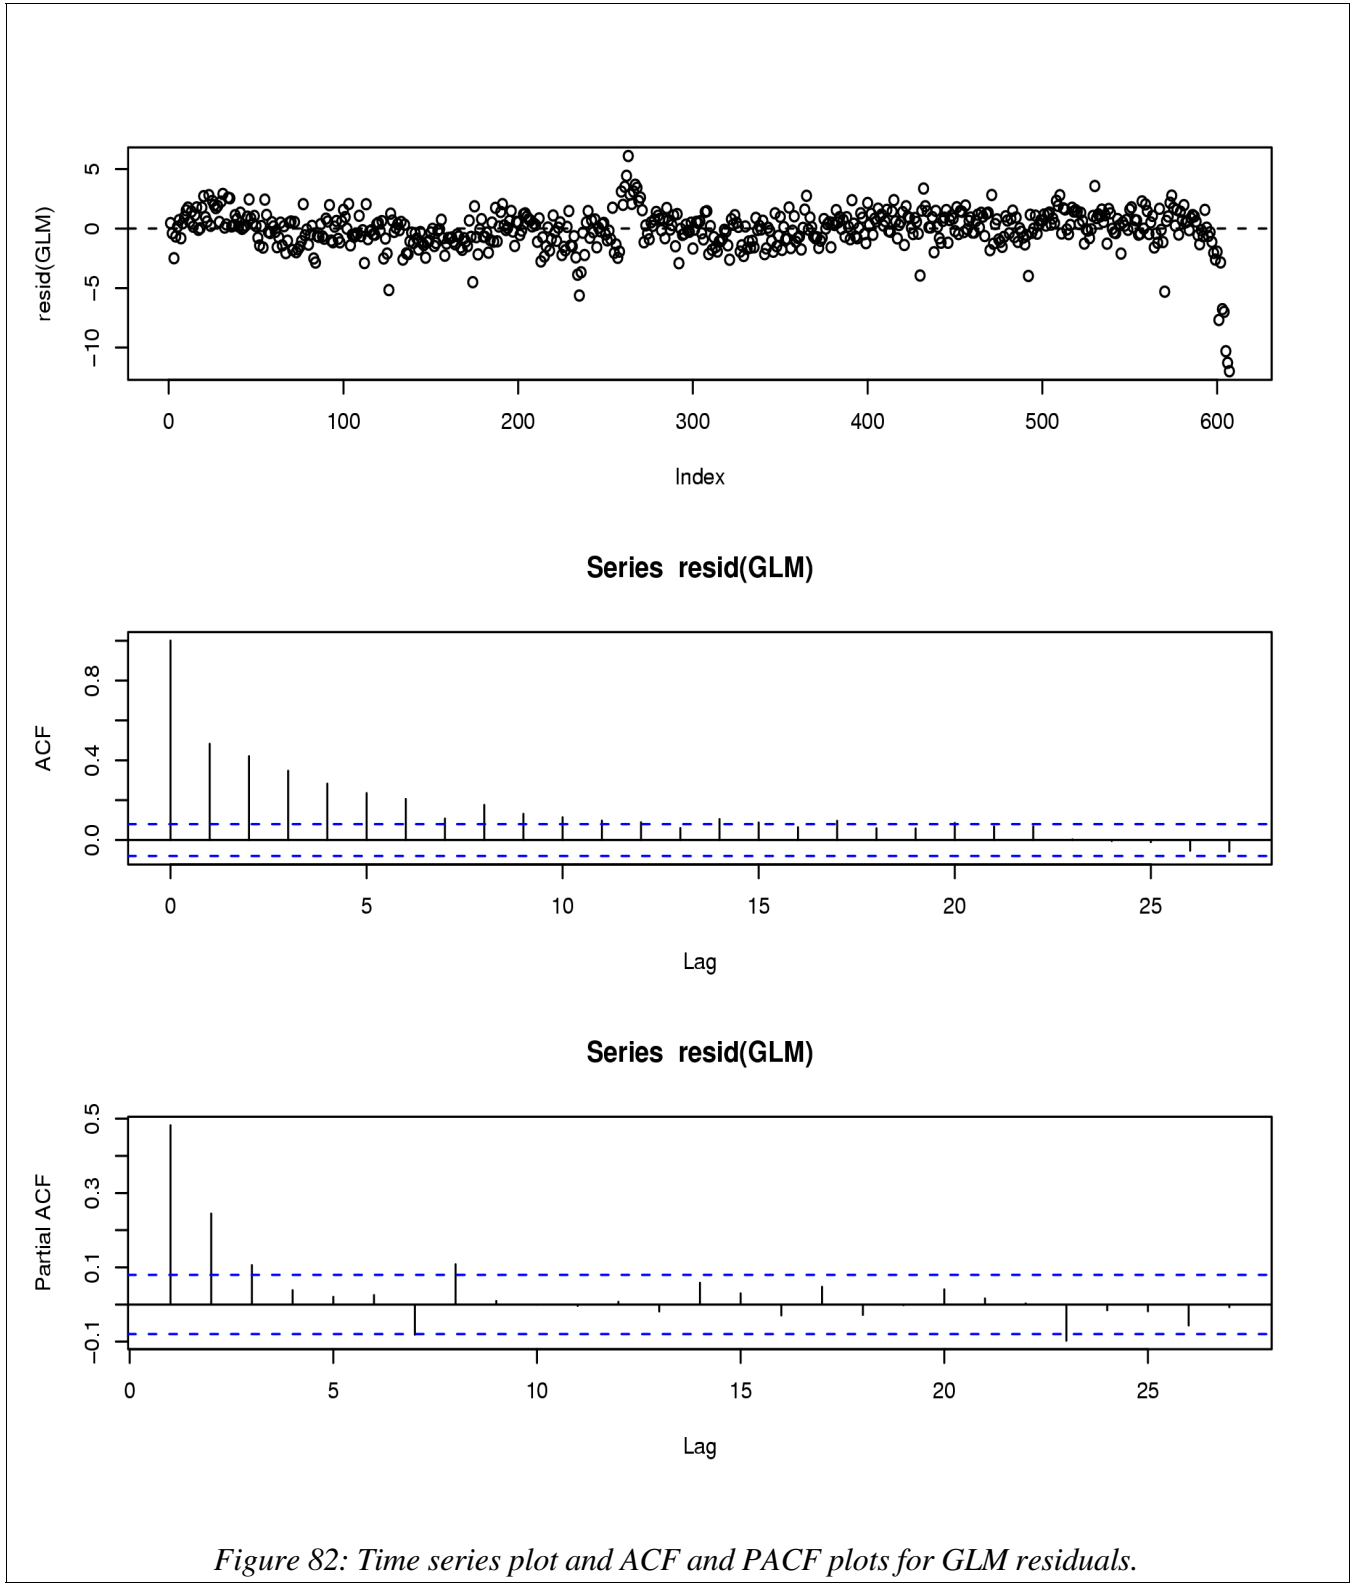 resid(GLM)
5
0
−5
−10
0 100 200 300 400 500 600
Index
Series resid(GLM)
ACF
0.8
0.4
0.0
0 5 10 15 20 25
Lag
Series resid(GLM)
Partial ACF
0.5
0.3
0.1
−0.1
0 5 10 15 20 25
Lag
Figure 82: Time series plot and ACF and PACF plots for GLM residuals.